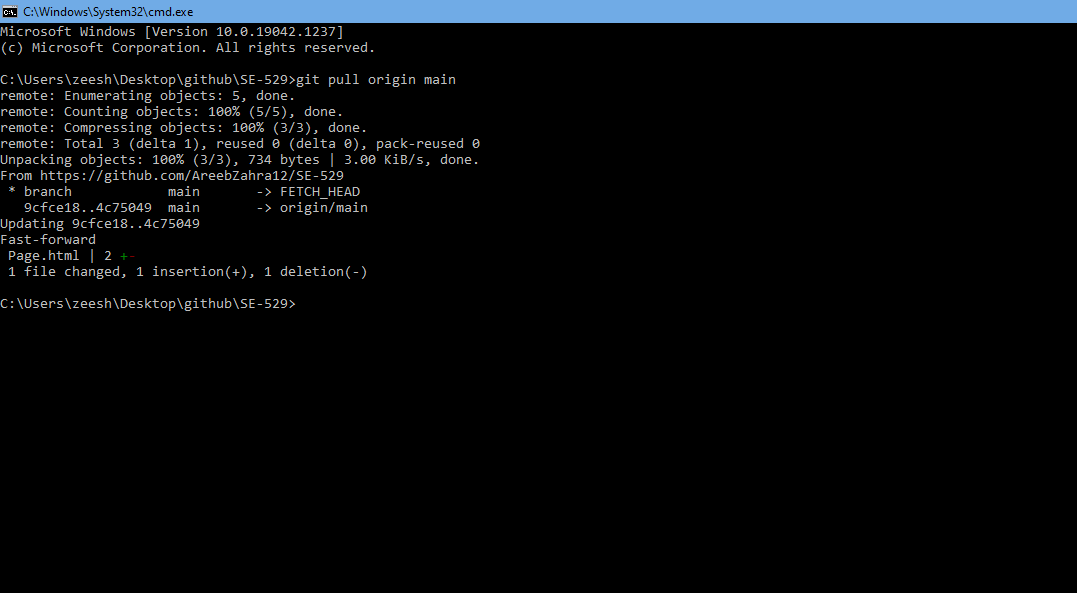 C:\Windows\System32\cmd.exe
Microsoft Windows [Version 10.0.19042.1237]
(c) Microsoft Corporation. All rights reserved.
C:\Users\zeesh\Desktop\github\SE-529>git pull origin main
remote: Enumerating objects: 5, done.
remote: Counting objects: 100% (5/5), done.
remote: Compressing objects: 100% (3/3), done.
remote: Total 3 (delta 1), reused 0 (delta 0), pack-reused 0
Unpacking objects: 100% (3/3), 734 bytes | 3.00 KiB/s, done.
From https://github.com/AreebZahra12/SE-529
 * branch            main       -> FETCH_HEAD
   9cfce18..4c75049  main       -> origin/main
Updating 9cfce18..4c75049
Fast-forward
 Page.html | 2 +-
 1 file changed, 1 insertion(+), 1 deletion(-)
C:\Users\zeesh\Desktop\github\SE-529>